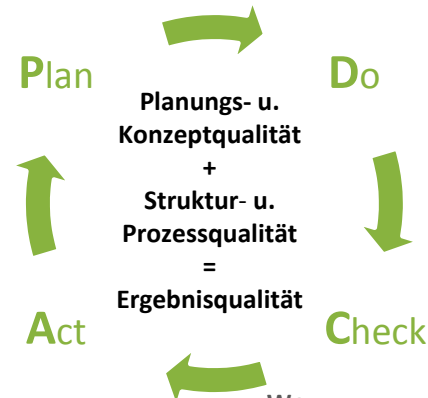 Plan
Do
Planungs- u.
Konzeptqualität
+
Struktur- u.
Prozessqualität
=
Ergebnisqualität
Act
Check